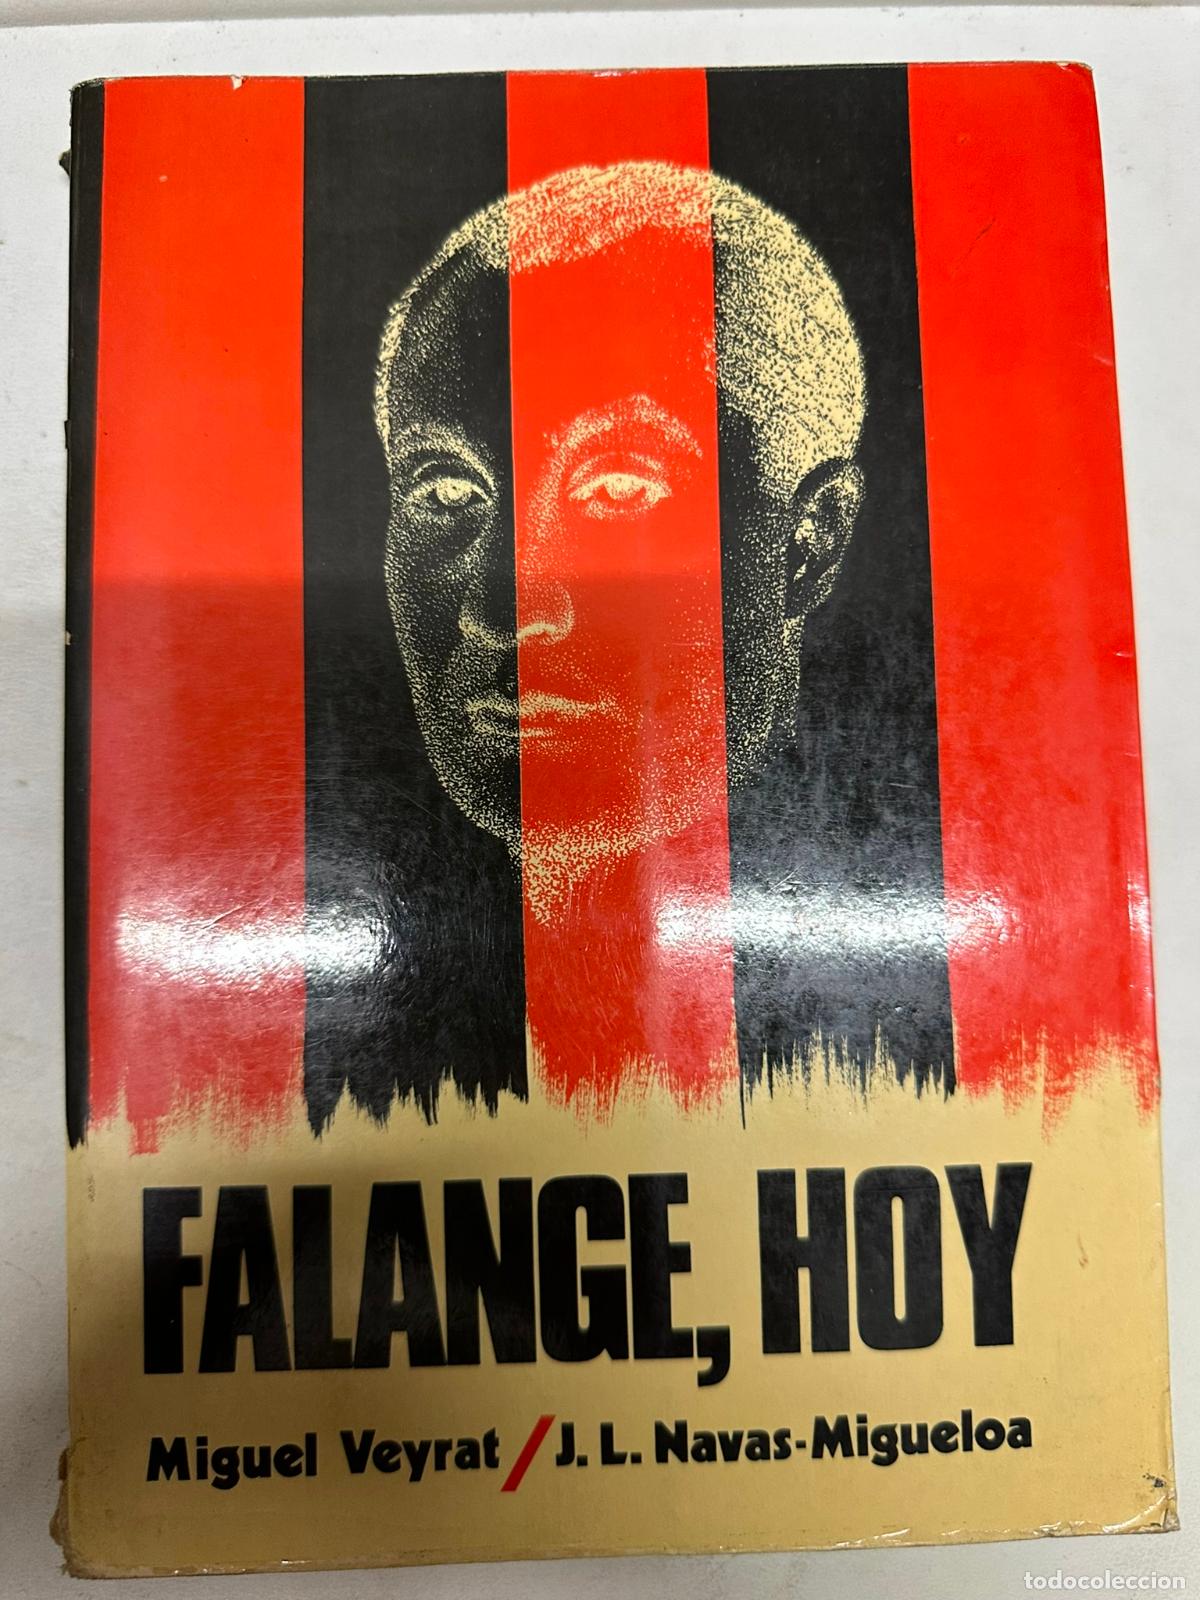 FALANGE, HOY
Miguel Veyrat / J. L. Navas-Migueloa
todocoleccion